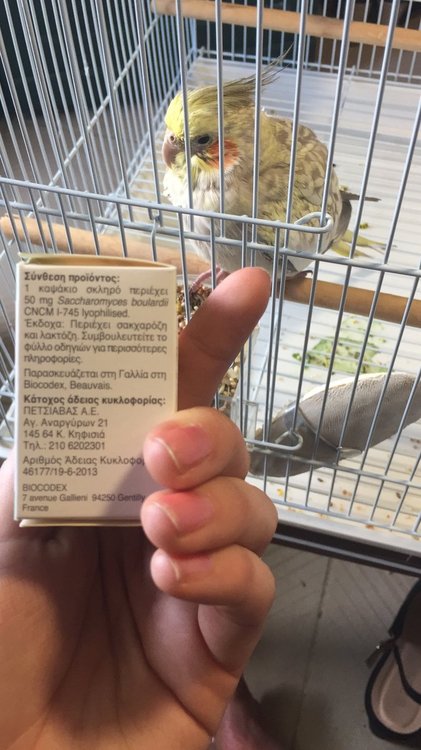 Σύνθεση προϊόντος:
1 καψάκιο σκληρό περιέχει
50 mg Saccharomyces boulardii
CNCM I-745 lyophilised.
Έκδοχα: Περιέχει σακχαρόζη
και λακτόζη. Συμβουλευτείτε το
φύλλο οδηγιών για περισσότερες
πληροφορίες.
Παρασκευάζεται στη Γαλλία στη
Biocodex, Beauvais.
Κάτοχος άδειας κυκλοφορίας:
ΠΕΤΣΙΑΒΑΣ Α.Ε.
Αγ. Αναργύρων 21
145 64 Κ. Κηφισιά
Τηλ.: 210 6202301
Αριθμός Άδειας Κυκλοφο
46177/19-6-2013
BIOCODEX
7 avenue Gallieni 94250 Gentilly
France